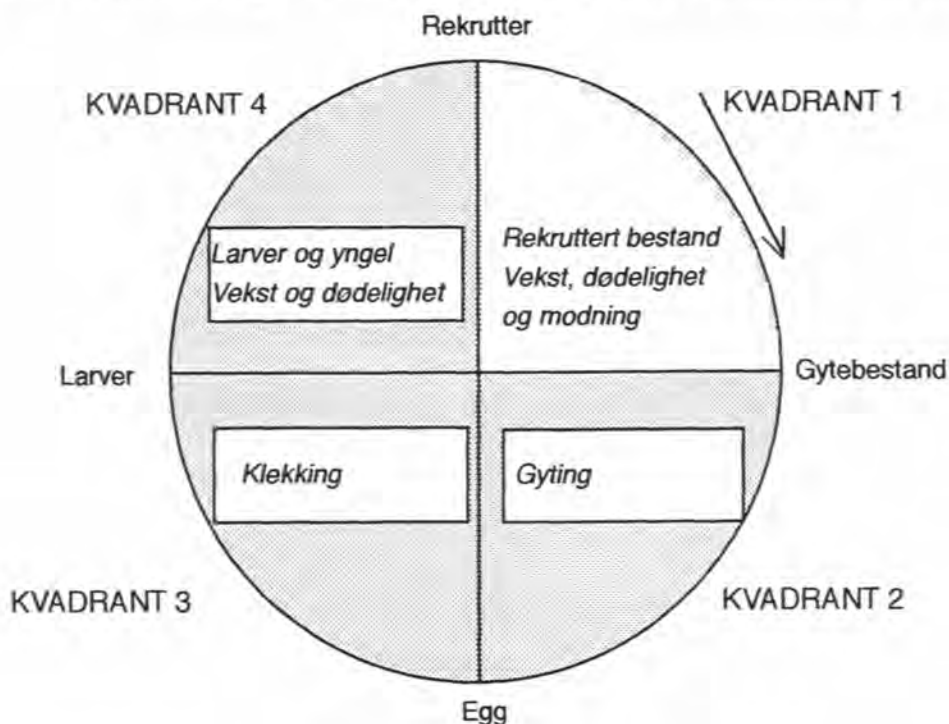 Rekrutter
KVADRANT 4
KVADRANT 1
Larver og yngel
Vekst og dødelighet
Rekruttert bestand
Vekst, dødelighet
og modning
Larver
Gytebestand
Klekking
Gyting
KVADRANT 3
KVADRANT 2
Egg